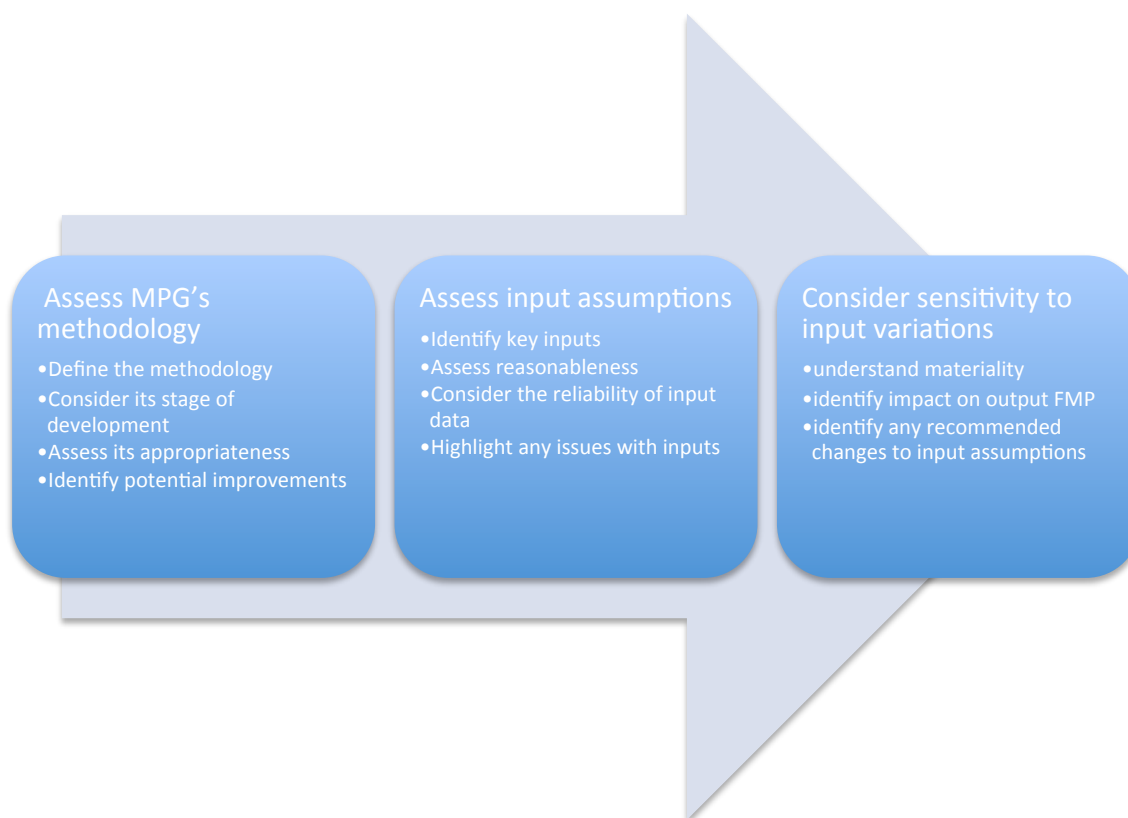 Assess MPG's
methodology
•Define the methodology
•Consider its stage of
development
•Assess its appropriateness
•Identify potential improvements
Assess input assumptions
•Identify key inputs
•Assess reasonableness
•Consider the reliability of input
data
•Highlight any issues with inputs
Consider sensitivity to
input variations
•understand materiality
•identify impact on output FMP
•identify any recommended
changes to input assumptions